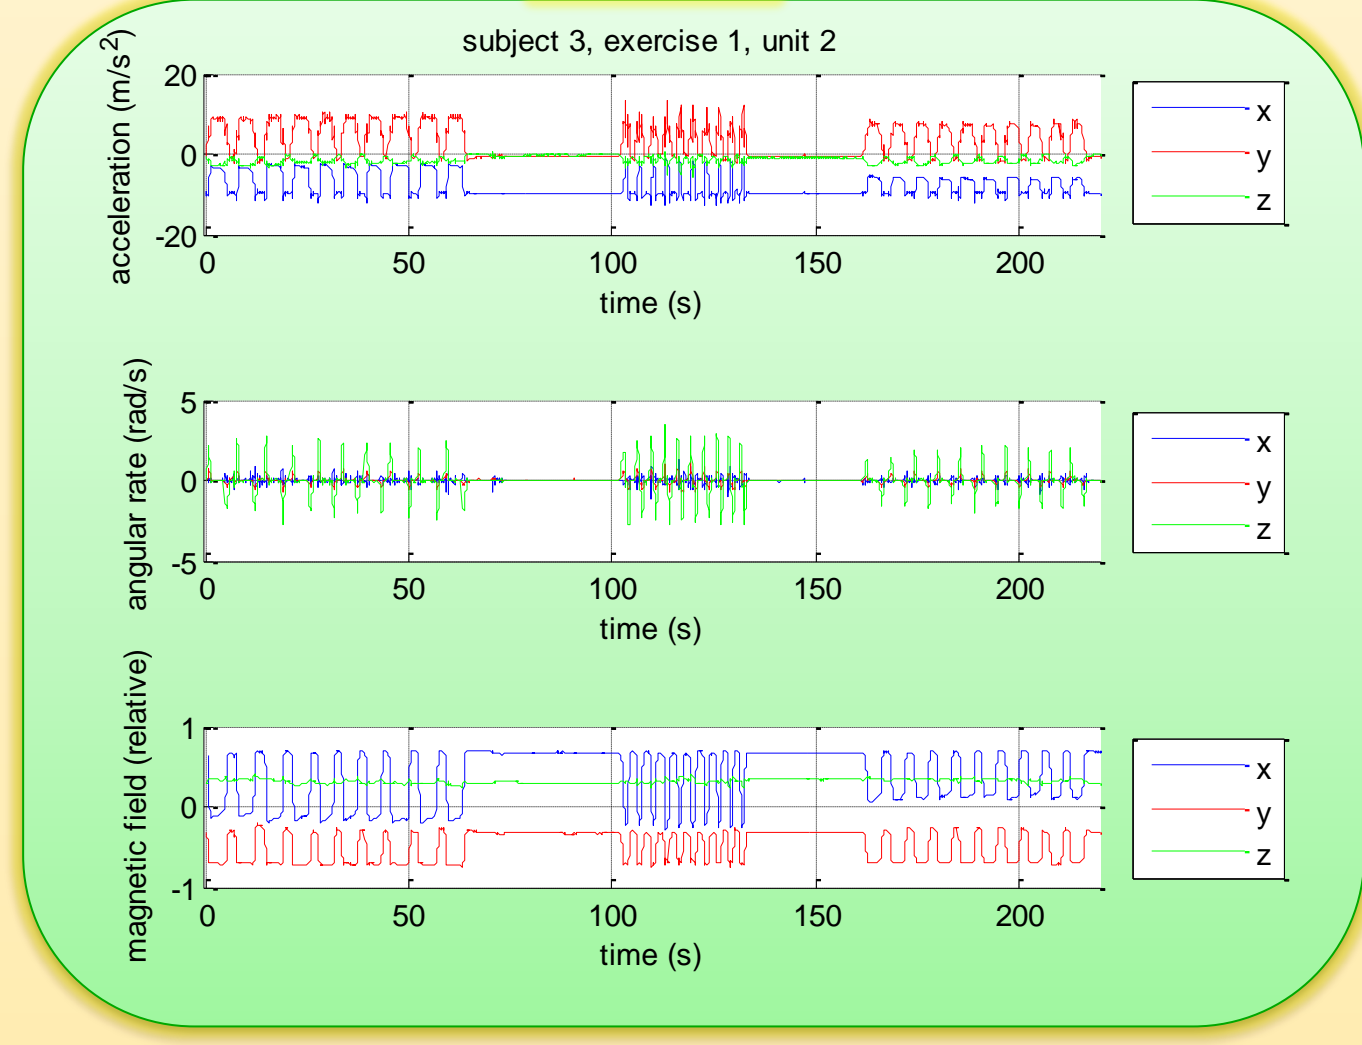 subject 3, exercise 1, unit 2
acceleration (m/s²)
20
0
-20
0 50 100 150 200
time (s)
x
y
z
angular rate (rad/s)
5
0
-5
0 50 100 150 200
time (s)
x
y
z
magnetic field (relative)
1
0
-1
0 50 100 150 200
time (s)
x
y
z